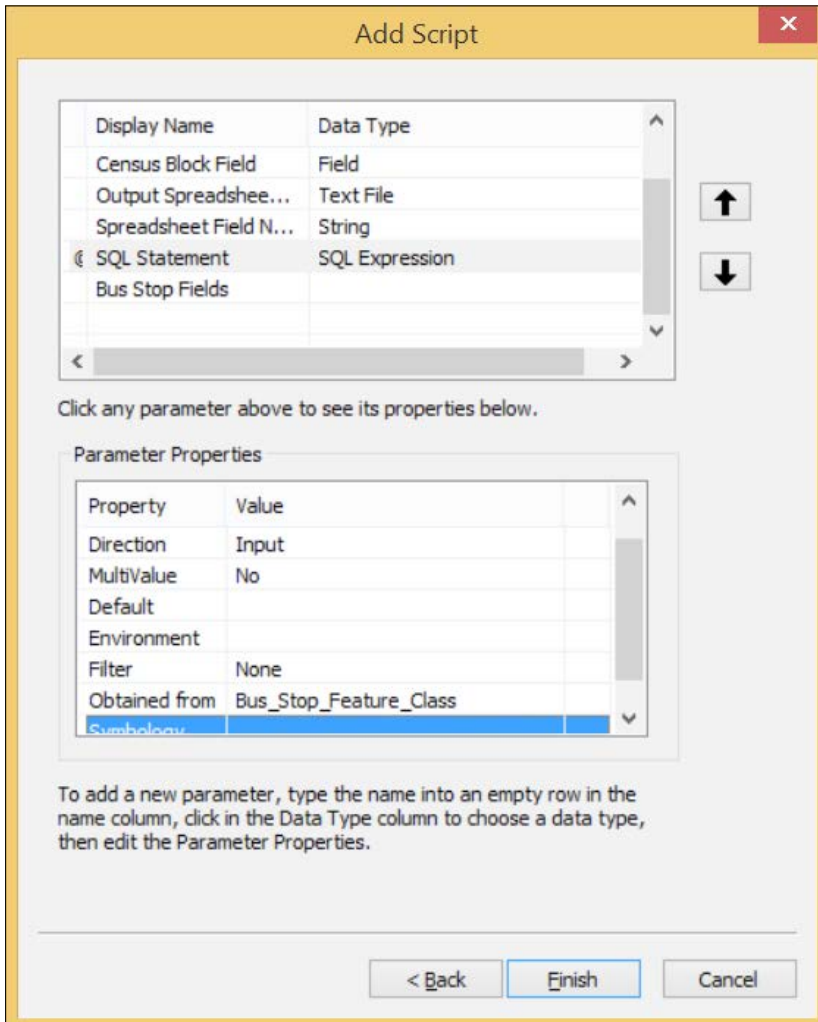 Add Script
Display Name Data Type
Census Block Field Field
Output Spreadshee... Text File
Spreadsheet Field N... String
SQL Statement SQL Expression
Bus Stop Fields
Click any parameter above to see its properties below.
Parameter Properties
Property Value
Direction Input
MultiValue No
Default
Environment
Filter None
Obtained from Bus_Stop_Feature_Class
Symbology
To add a new parameter, type the name into an empty row in the
name column, click in the Data Type column to choose a data type,
then edit the Parameter Properties.
< Back Finish Cancel